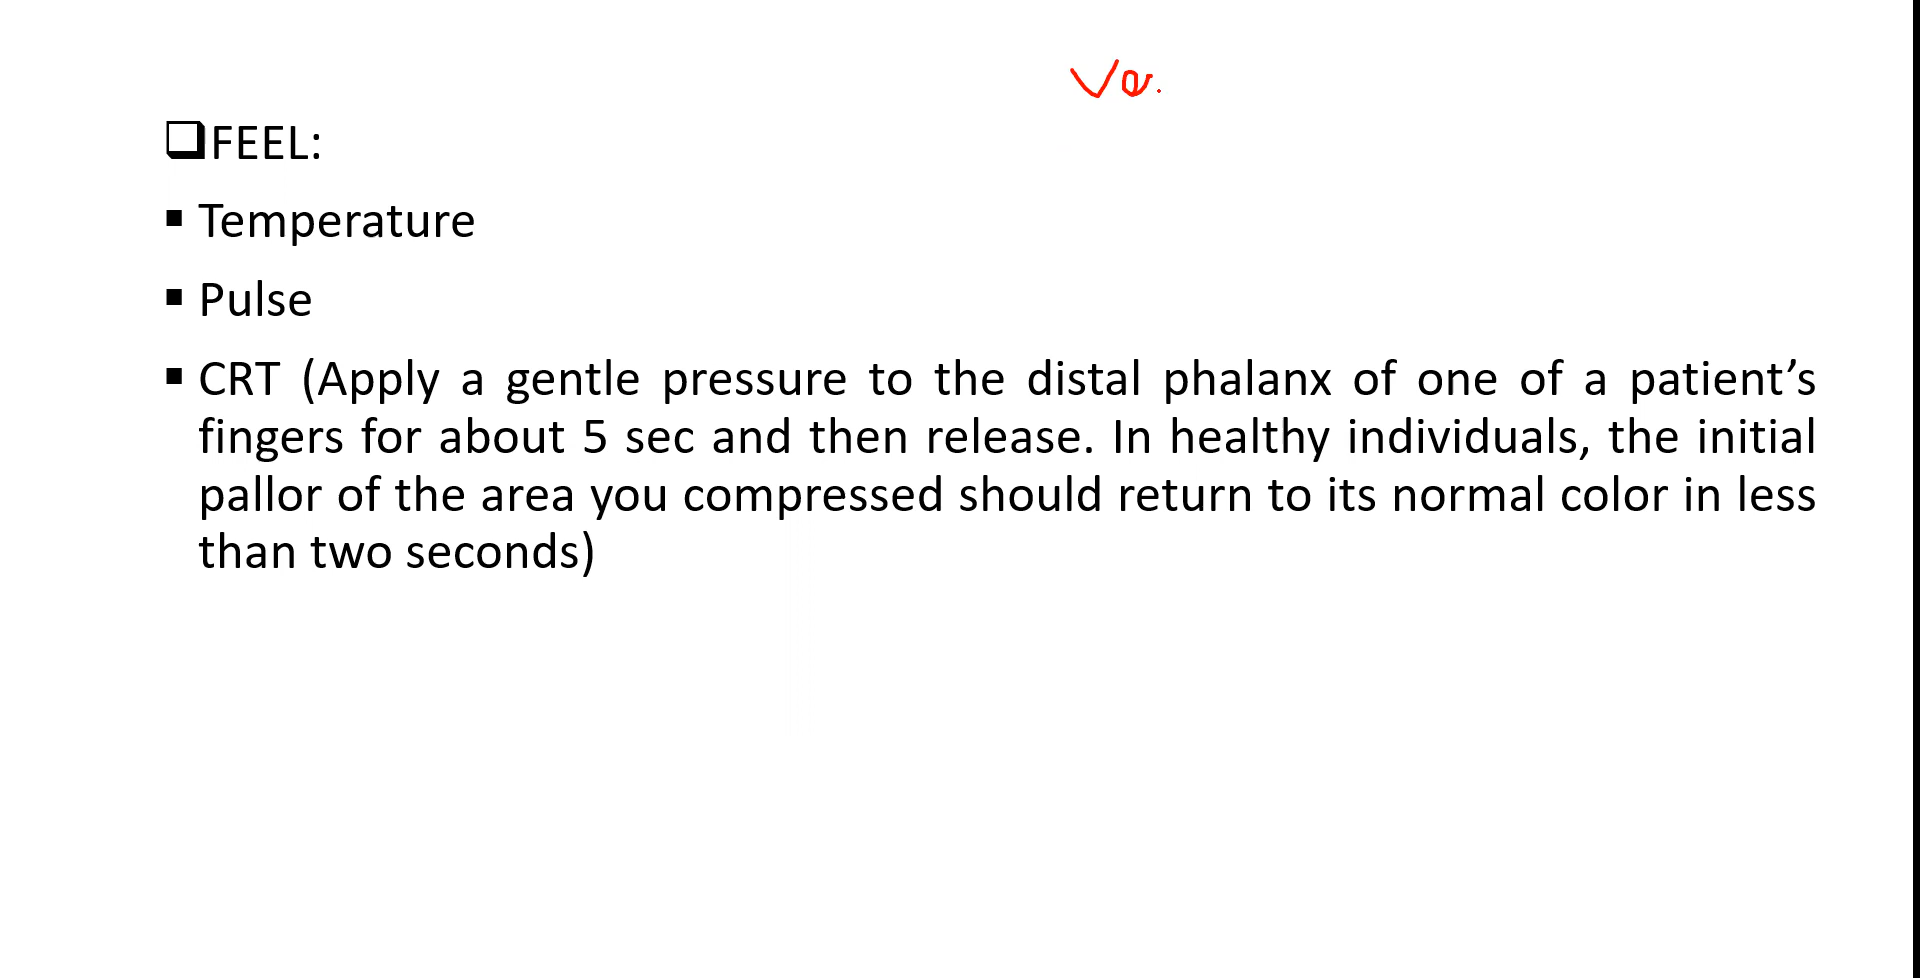 Va.
❑FEEL:
▪ Temperature
▪ Pulse
▪ CRT (Apply a gentle pressure to the distal phalanx of one of a patient’s
fingers for about 5 sec and then release. In healthy individuals, the initial
pallor of the area you compressed should return to its normal color in less
than two seconds)